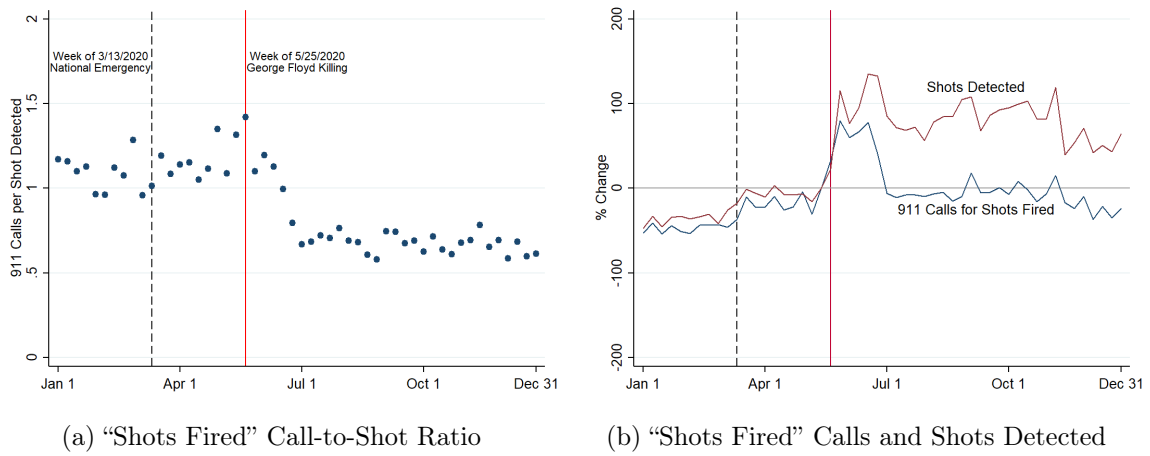 2
1.5
1
.5
0
911 Calls per Shot Detected
Week of 3/13/2020
National Emergency
Week of 5/25/2020
George Floyd Killing
Jan 1
Apr 1
Jul 1
Oct 1
Dec 31
(a) “Shots Fired” Call-to-Shot Ratio
200
100
0
-100
-200
% Change
Shots Detected
911 Calls for Shots Fired
Jan 1
Apr 1
Jul 1
Oct 1
Dec 31
(b) “Shots Fired” Calls and Shots Detected